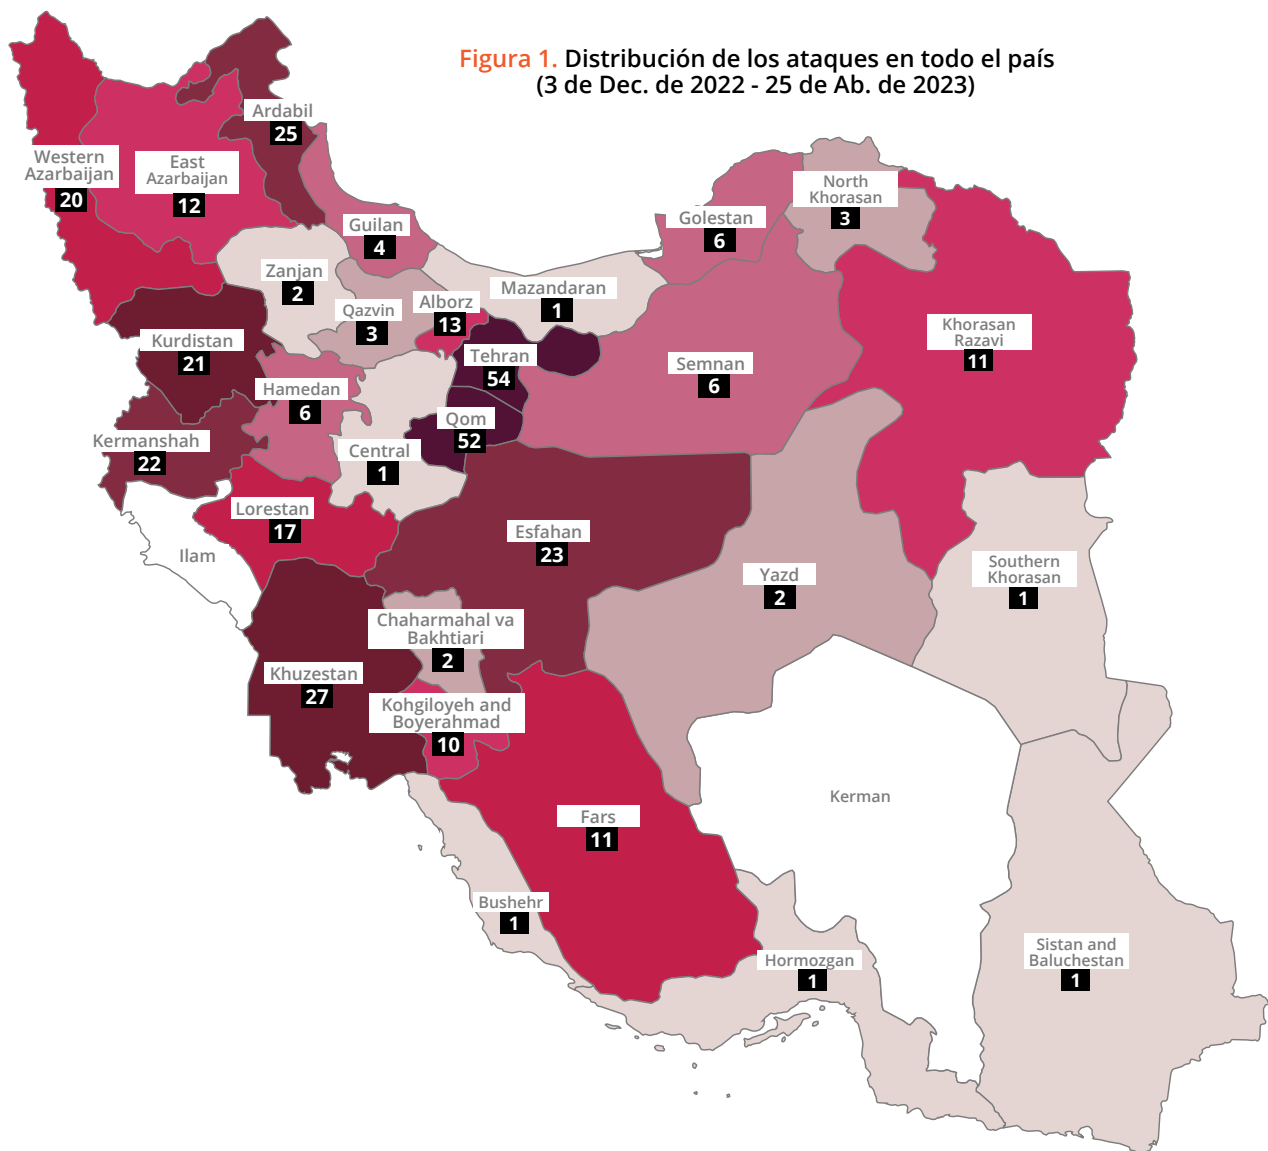 Figura 1. Distribución de los ataques en todo el país
(3 de Dec. de 2022 - 25 de Ab. de 2023)
Ardabil
25
Western
Azarbaijan
20
East
Azarbaijan
12
North
Khorasan
3
Guilan
4
Golestan
6
Zanjan
2
Mazandaran
1
Alborz
13
Qazvin
3
Khorasan
Razavi
11
Kurdistan
21
Tehran
54
Semnan
6
Hamedan
6
Qom
52
Kermanshah
22
Central
1
Lorestan
17
Esfahan
23
Ilam
Southern
Khorasan
1
Yazd
2
Chaharmahal va
Bakhtiari
2
Khuzestan
27
Kohgiloyeh and
Boyerahmad
10
Kerman
Fars
11
Bushehr
1
Sistan and
Baluchestan
1
Hormozgan
1